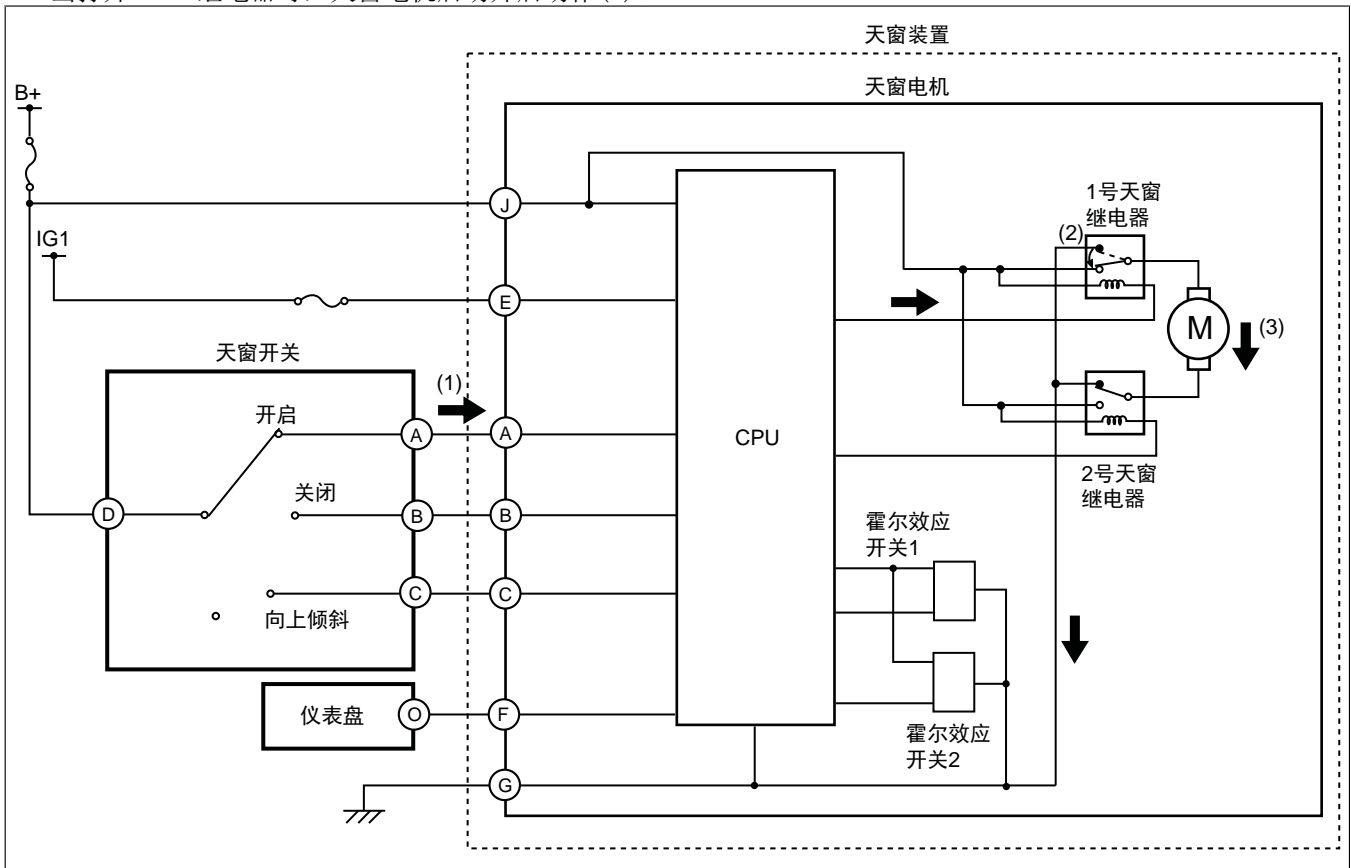 天窗装置
天窗电机
B+
J
1号天窗
继电器
(2)
IG1
E
M
(3)
天窗开关
(1)
开启
A
A
CPU
2号天窗
继电器
关闭
D
B
B
霍尔效应
开关1
C
C
向上倾斜
仪表盘
O
F
霍尔效应
开关2
G